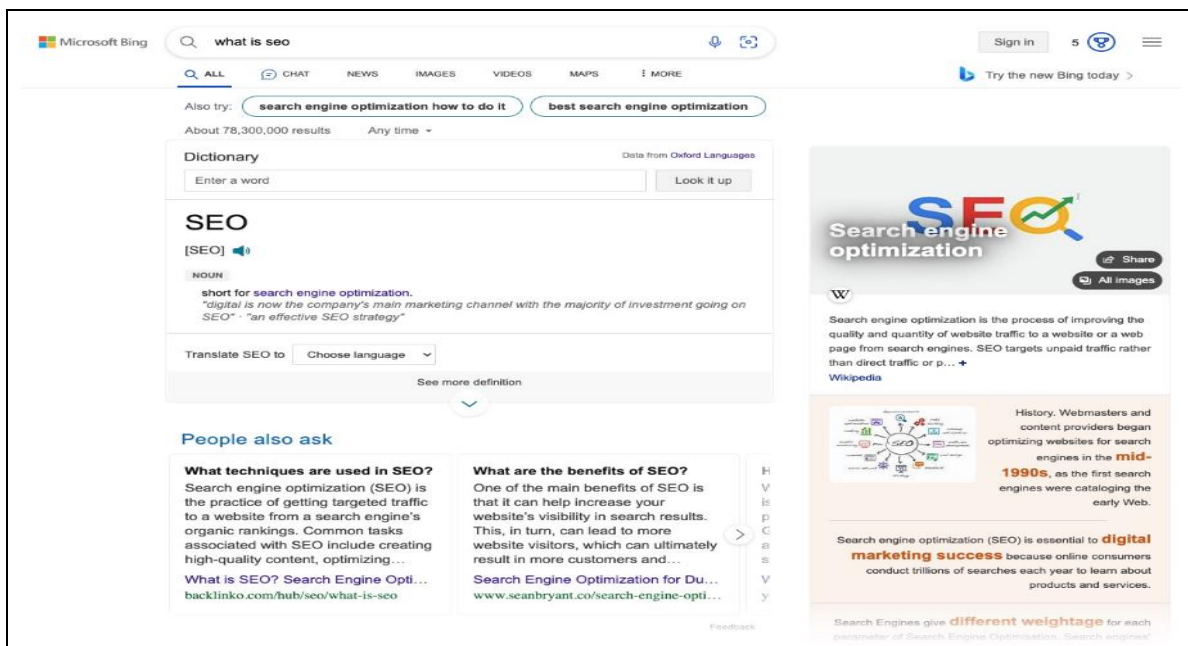 Microsoft Bing
what is seo
Sign in
5
ALL
CHAT
NEWS
IMAGES
VIDEOS
MAPS
MORE
Try the new Bing today >
Also try:
search engine optimization how to do it
best search engine optimization
About 78,300,000 results
Any time
Dictionary
Data from Oxford Languages
Enter a word
Look it up
SEO
[SEO]
NOUN
short for search engine optimization.
"digital is now the company's main marketing channel with the majority of investment going on
SEO" · "an effective SEO strategy"
Translate SEO to
Choose language
See more definition
People also ask
What techniques are used in SEO?
Search engine optimization (SEO) is
the practice of getting targeted traffic
to a website from a search engine's
organic rankings. Common tasks
associated with SEO include creating
high-quality content, optimizing…
What is SEO? Search Engine Opti…
backlinko.com/hub/seo/what-is-seo
What are the benefits of SEO?
One of the main benefits of SEO is
that it can help increase your
website's visibility in search results.
This, in turn, can lead to more
website visitors, which can ultimately
result in more customers and…
Search Engine Optimization for Du…
www.seanbryant.co/search-engine-opti…
Feedback
SEO
Search engine
optimization
Share
All images
W
Search engine optimization is the process of improving the
quality and quantity of website traffic to a website or a web
page from search engines. SEO targets unpaid traffic rather
than direct traffic or p… +
Wikipedia
SEO
History. Webmasters and
content providers began
optimizing websites for search
engines in the mid-
1990s, as the first search
engines were cataloging the
early Web.
Search engine optimization (SEO) is essential to digital
marketing success because online consumers
conduct trillions of searches each year to learn about
products and services.
Search Engines give different weightage for each
parameter of Search Engine Optimisation. Search engines'